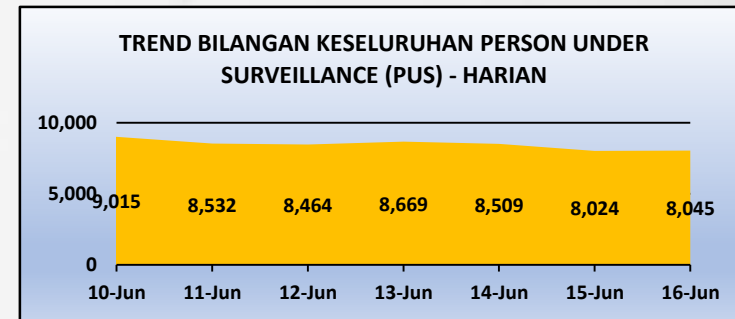 TREND BILANGAN KESELURUHAN PERSON UNDER
SURVEILLANCE (PUS) - HARIAN
10,000
5,000
0
9,015 8,532 8,464 8,669 8,509 8,024 8,045
10-Jun 11-Jun 12-Jun 13-Jun 14-Jun 15-Jun 16-Jun